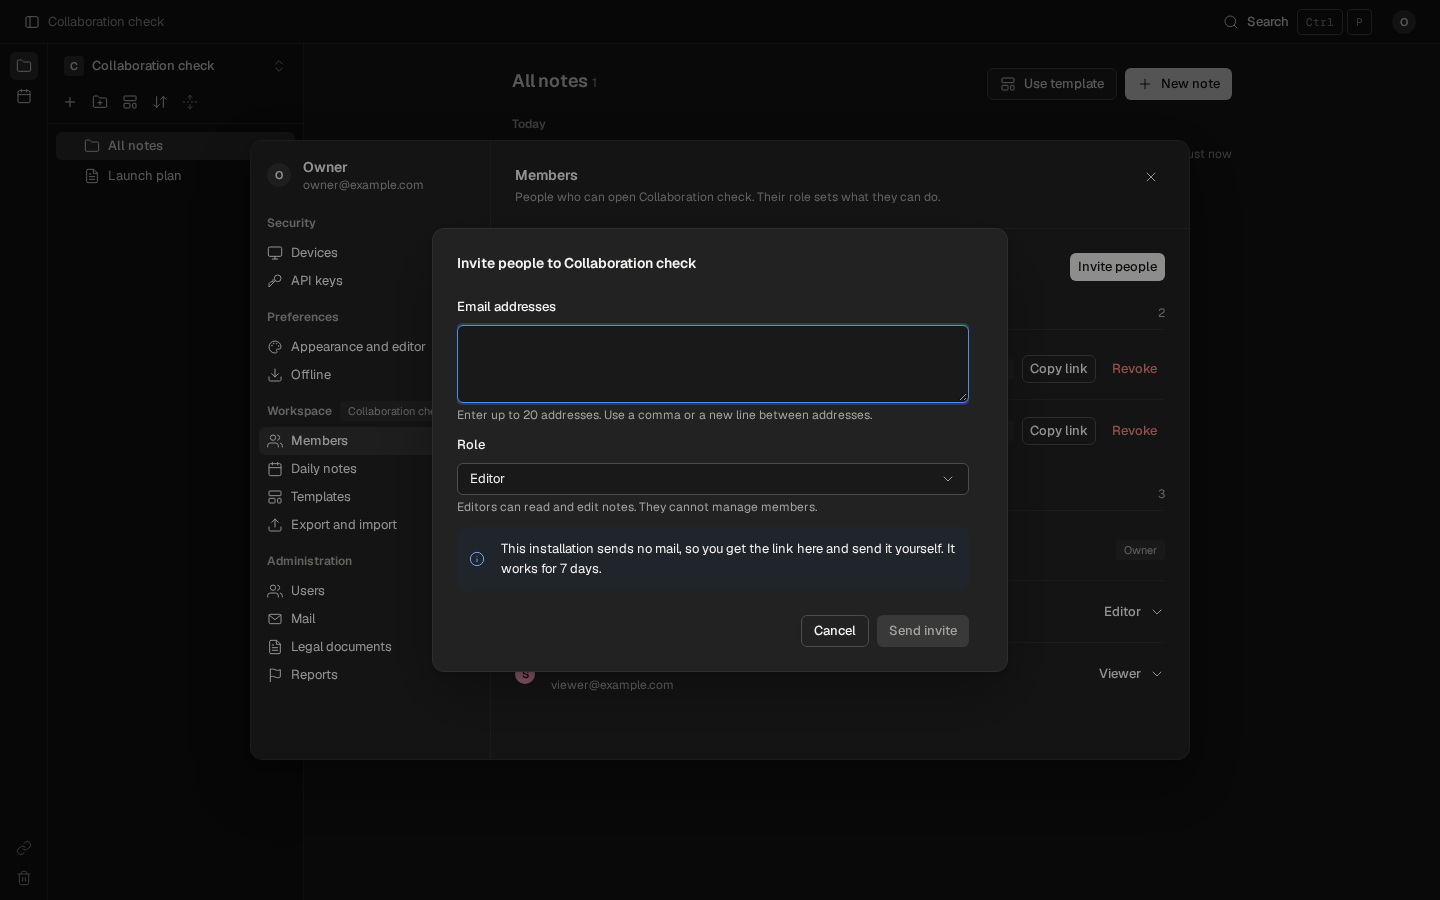 Collaboration check
Search Ctrl P O
C Collaboration check
All notes
Launch plan
All notes 1
Use template
New note
Today
just now
O Owner
owner@example.com
Security
Devices
API keys
Preferences
Appearance and editor
Offline
Workspace Collaboration che
Members
Daily notes
Templates
Export and import
Administration
Users
Mail
Legal documents
Reports
Members
People who can open Collaboration check. Their role sets what they can do.
Invite people
2
Copy link Revoke
Copy link Revoke
3
Owner
Editor
S Viewer
viewer@example.com
Invite people to Collaboration check
Email addresses
Enter up to 20 addresses. Use a comma or a new line between addresses.
Role
Editor
Editors can read and edit notes. They cannot manage members.
This installation sends no mail, so you get the link here and send it yourself. It
works for 7 days.
Cancel Send invite